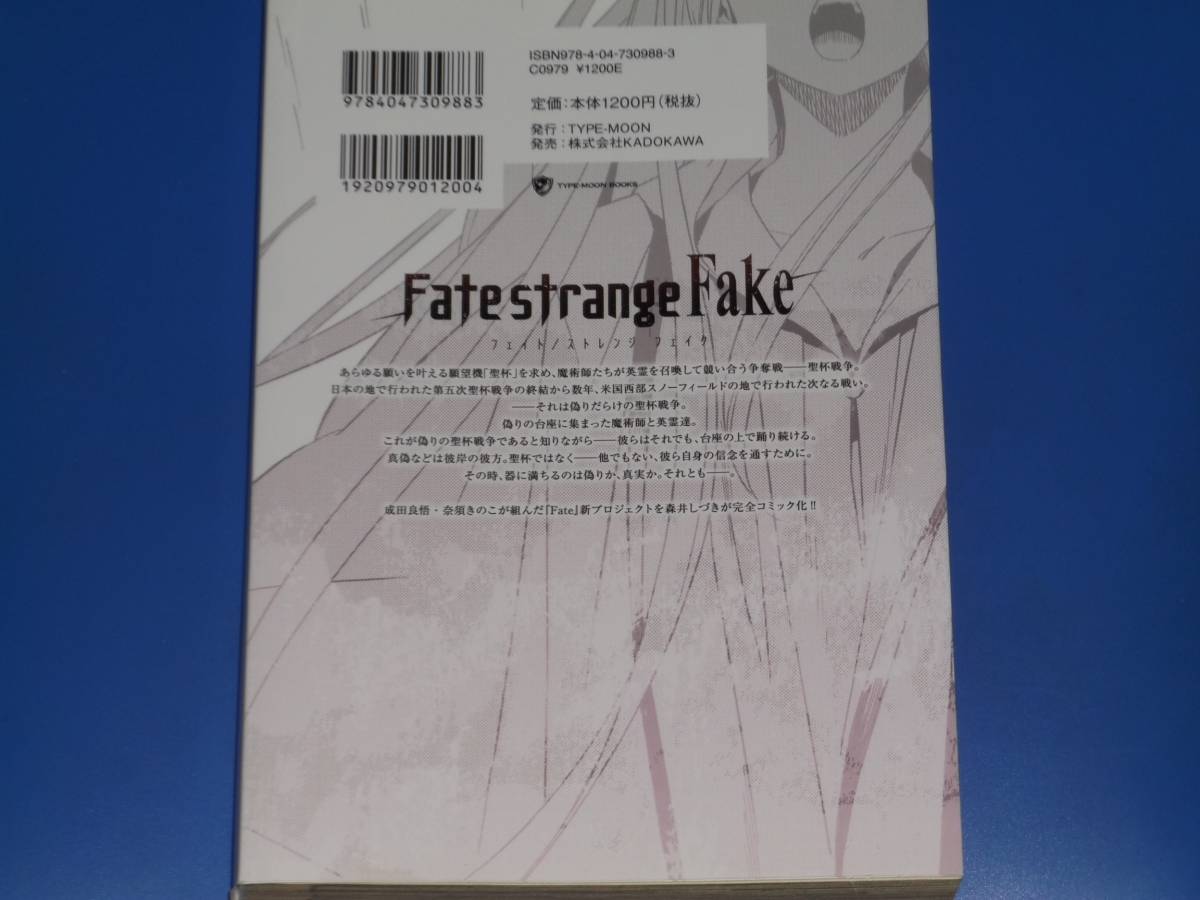 ISBN978-4-04-730988-3
C0979 ¥1200E
9784047309883
定価:本体1200円(税抜)
発行:TYPE-MOON
発売:株式会社KADOKAWA
1920979012004
TYPE-MOON BOOKS
Fate strange Fake
フェイト/ストレンジ フェイク
あらゆる願いを叶える願望機「聖杯」を求め、魔術師たちが英霊を召喚して競い合う争奪戦――聖杯戦争。
日本の地で行われた第五次聖杯戦争の終結から数年、米国西部スノーフィールドの地で行われた次なる戦い。
――それは偽りだらけの聖杯戦争。
偽りの台座に集まった魔術師と英霊達。
これが偽りの聖杯戦争であると知りながら――彼らはそれでも、台座の上で踊り続ける。
真偽などは彼岸の彼方。聖杯ではなく――他でもない、彼ら自身の信念を通すために。
その時、器に満ちるのは偽りか、真実か。それとも――。
成田良悟・奈須きのこが組んだ「Fate」新プロジェクトを森井しづきが完全コミック化!!